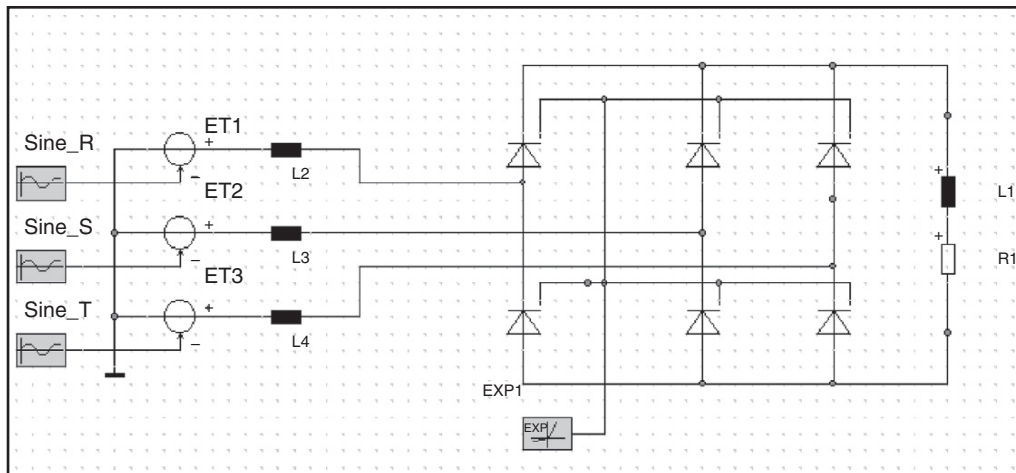 Sine_R
ET1
+
−
L2
Sine_S
ET2
+
−
L3
Sine_T
ET3
+
−
L4
+
L1
+
R1
EXP1
EXP